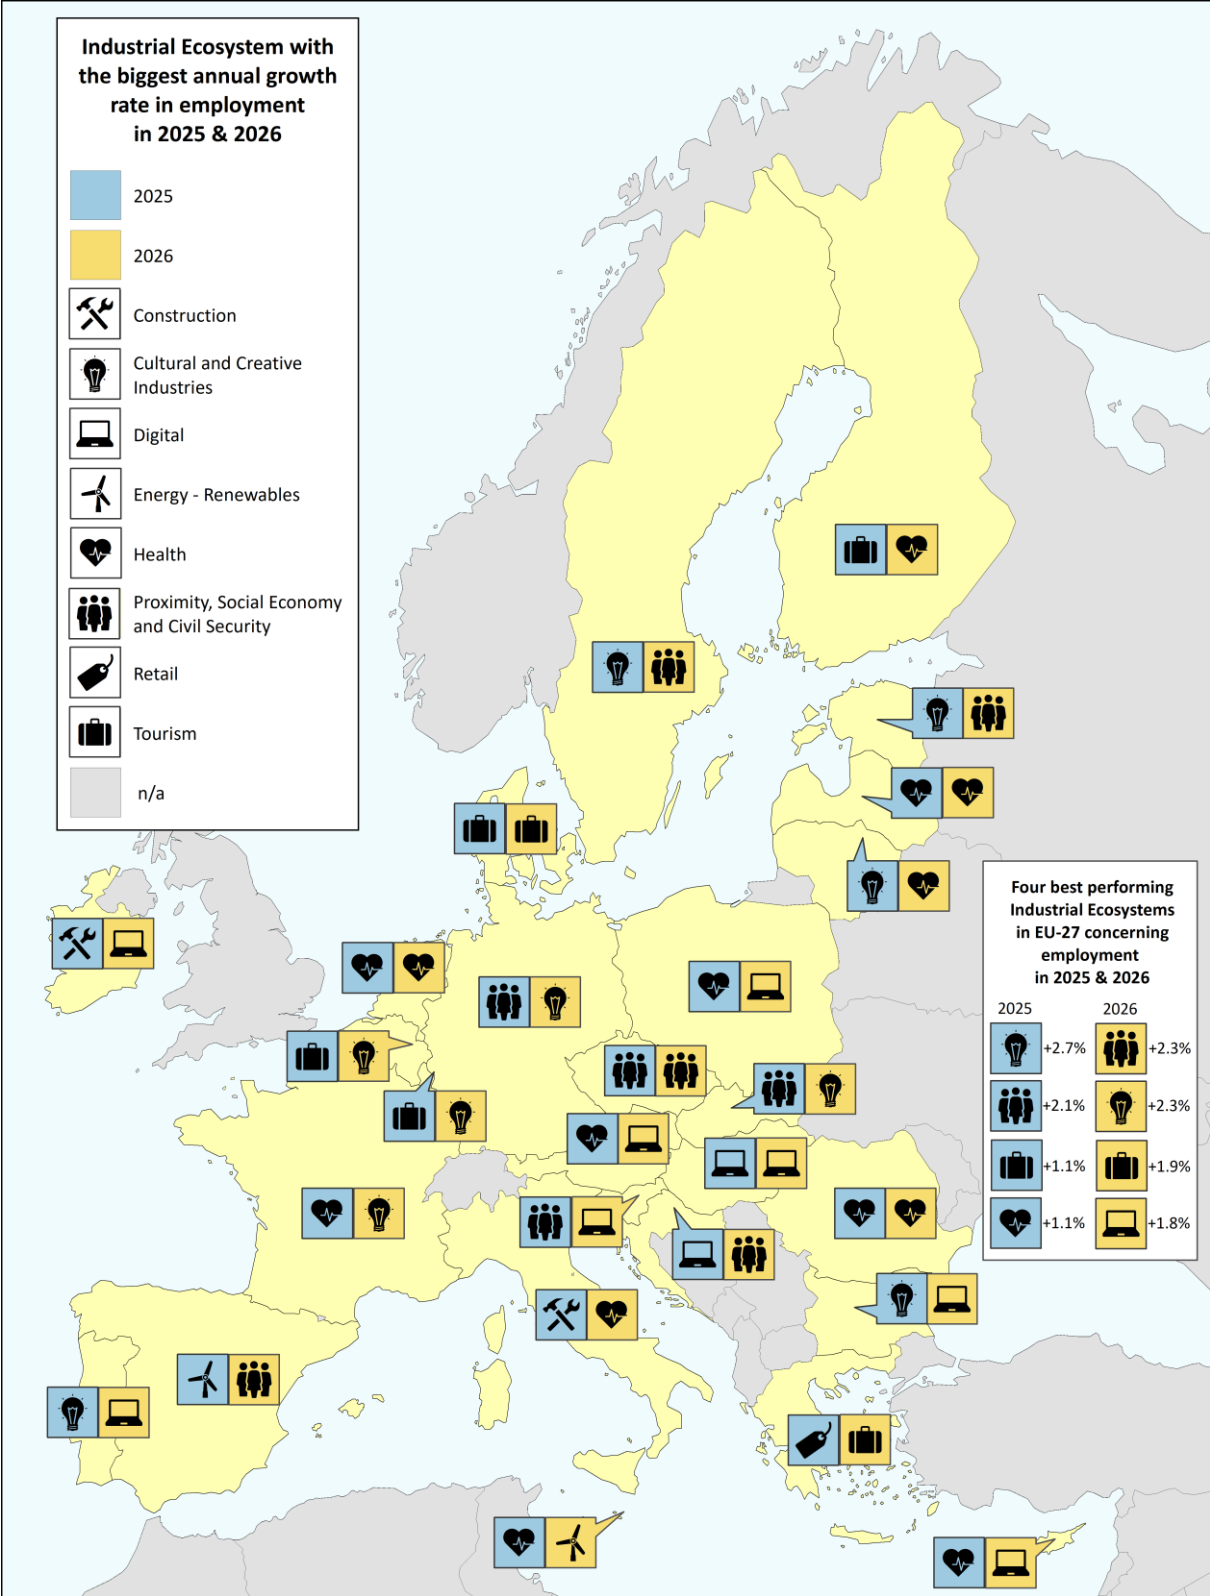 Industrial Ecosystem with
the biggest annual growth
rate in employment
in 2025 & 2026
2025
2026
Construction
Cultural and Creative
Industries
Digital
Energy - Renewables
Health
Proximity, Social Economy
and Civil Security
Retail
Tourism
n/a
Four best performing
Industrial Ecosystems
in EU-27 concerning
employment
in 2025 & 2026
2025 2026
+2.7% +2.3%
+2.1% +2.3%
+1.1% +1.9%
+1.1% +1.8%